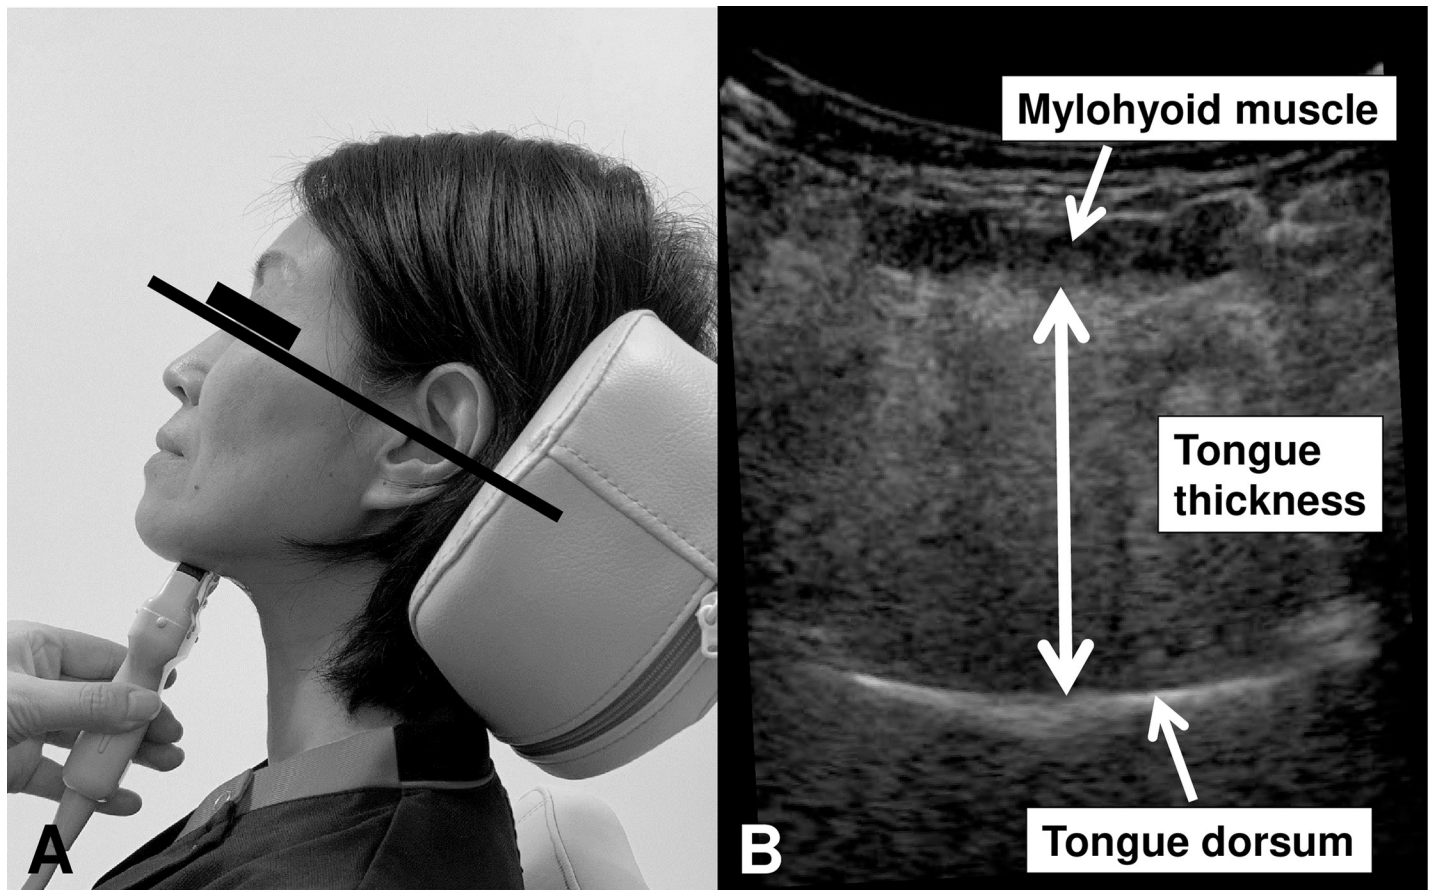 Mylohyoid muscle
Tongue
thickness
Tongue dorsum
A
B